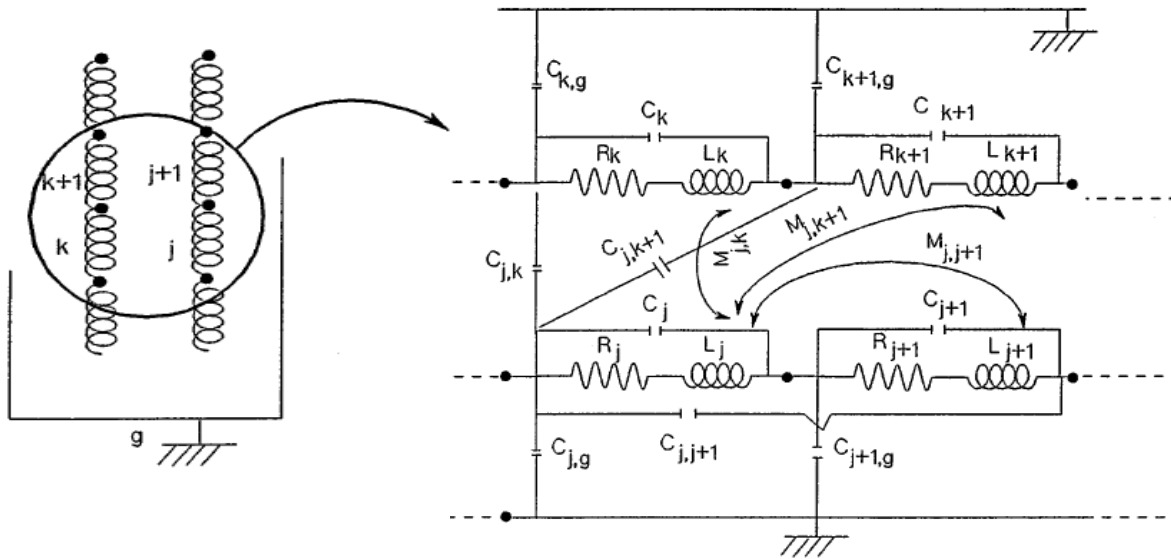 k+1
j+1
k
j
g
C_{k,g}
C_{k+1,g}
C_k
C_{k+1}
R_k
L_k
R_{k+1}
L_{k+1}
C_{j,k+1}
M_{j,k}
M_{j,k+1}
M_{j,j+1}
C_{j,k}
C_j
C_{j+1}
R_j
L_j
R_{j+1}
L_{j+1}
C_{j,g}
C_{j,j+1}
C_{j+1,g}